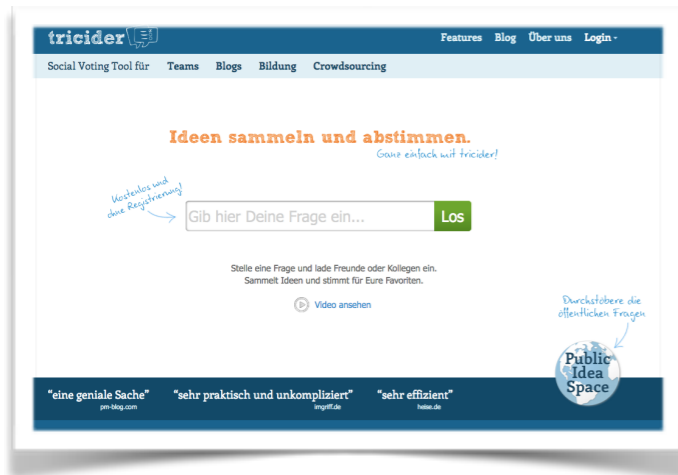 tricider
Features Blog Über uns Login
Social Voting Tool für Teams Blogs Bildung Crowdsourcing
Ideen sammeln und abstimmen.
Ganz einfach mit tricider!
Kostenlos und
ohne Registrierung!
Gib hier Deine Frage ein... Los
Stelle eine Frage und lade Freunde oder Kollegen ein.
Sammelt Ideen und stimmt für Eure Favoriten.
Video ansehen
Durchstöbere die
öffentlichen Fragen
Public
Idea
Space
“eine geniale Sache” “sehr praktisch und unkompliziert” “sehr effizient”
pm-blog.com imgriff.de heise.de